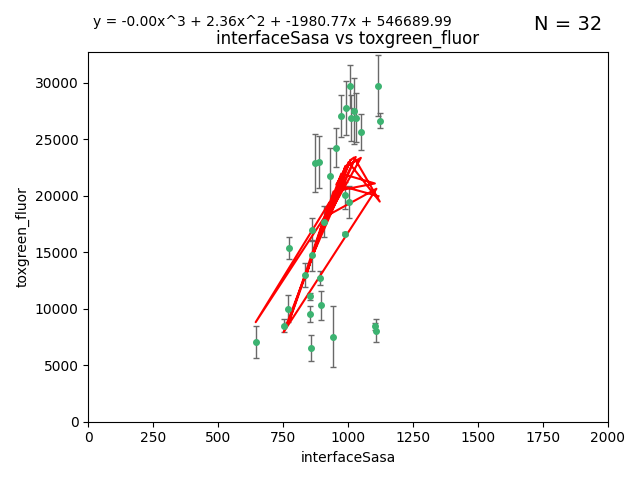 y = -0.00x^3 + 2.36x^2 + -1980.77x + 546689.99
N = 32
interfaceSasa vs toxgreen_fluor
30000
25000
20000
15000
10000
5000
0
toxgreen_fluor
0 250 500 750 1000 1250 1500 1750 2000
interfaceSasa